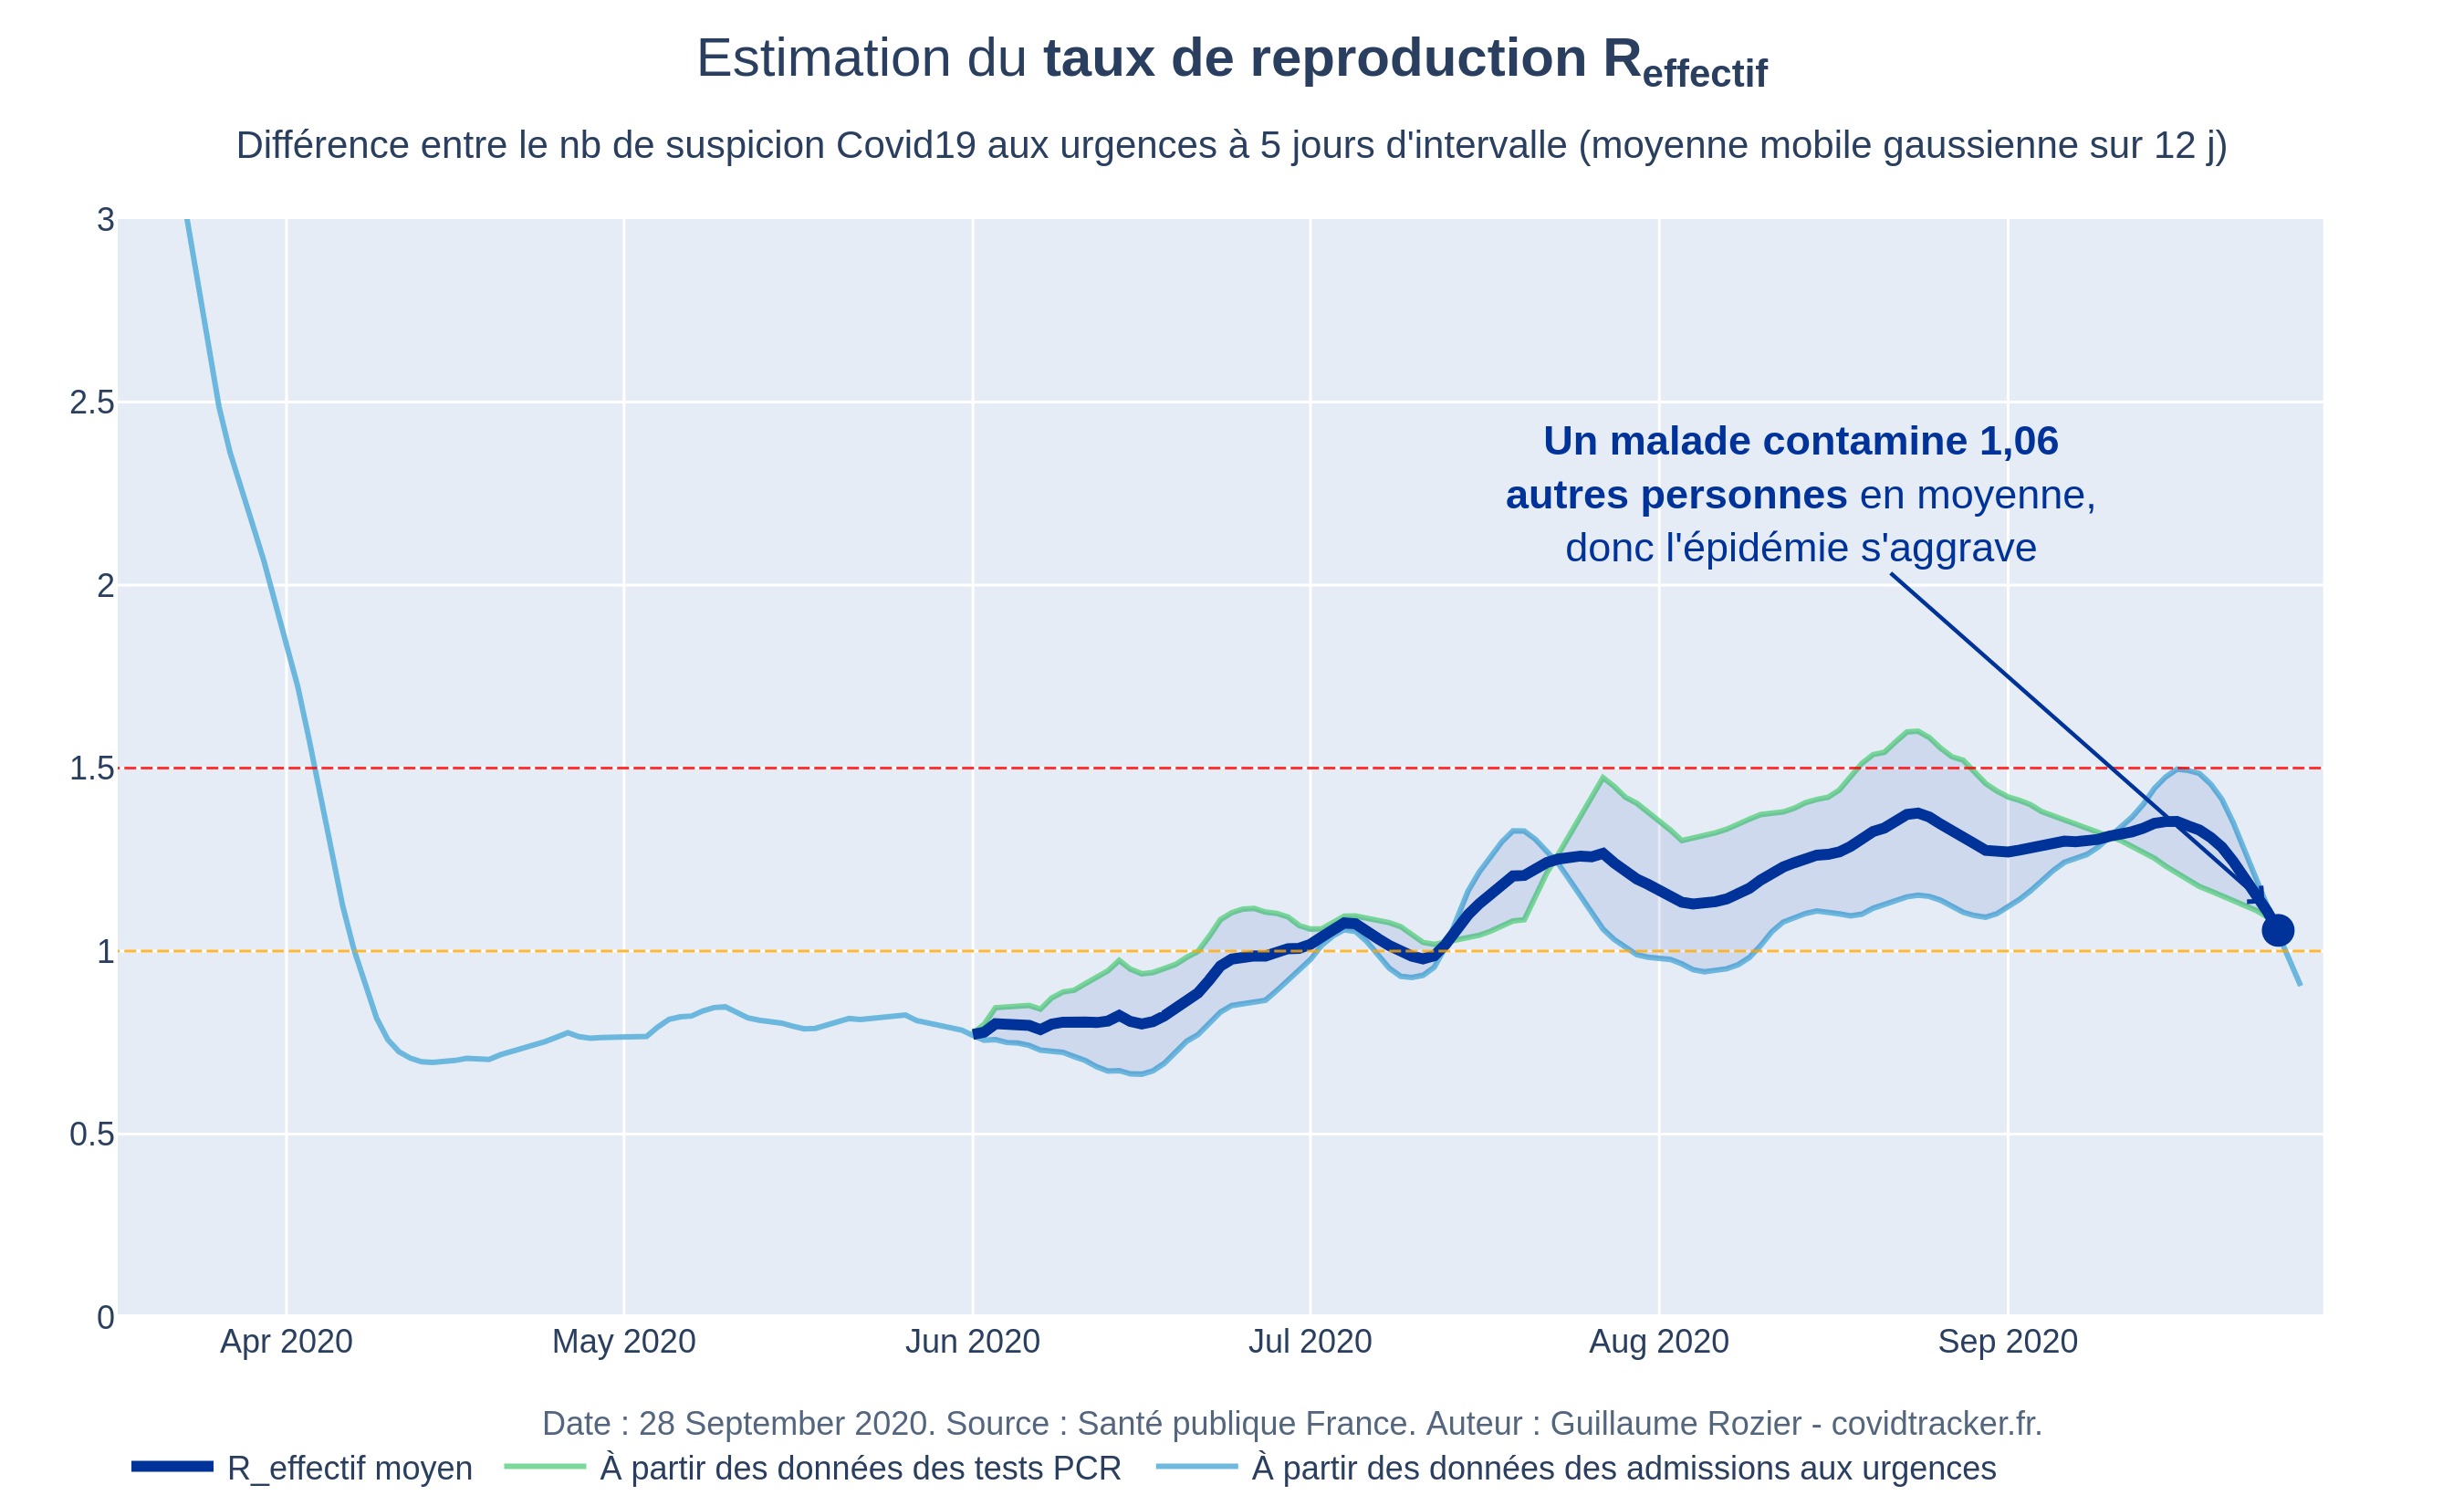 Estimation du taux de reproduction Reffectif
Différence entre le nb de suspicion Covid19 aux urgences à 5 jours d'intervalle (moyenne mobile gaussienne sur 12 j)
3
2.5
2
1.5
1
0.5
0
Un malade contamine 1,06
autres personnes en moyenne,
donc l'épidémie s'aggrave
Apr 2020 May 2020 Jun 2020 Jul 2020 Aug 2020 Sep 2020
Date : 28 September 2020. Source : Santé publique France. Auteur : Guillaume Rozier - covidtracker.fr.
R_effectif moyen À partir des données des tests PCR À partir des données des admissions aux urgences